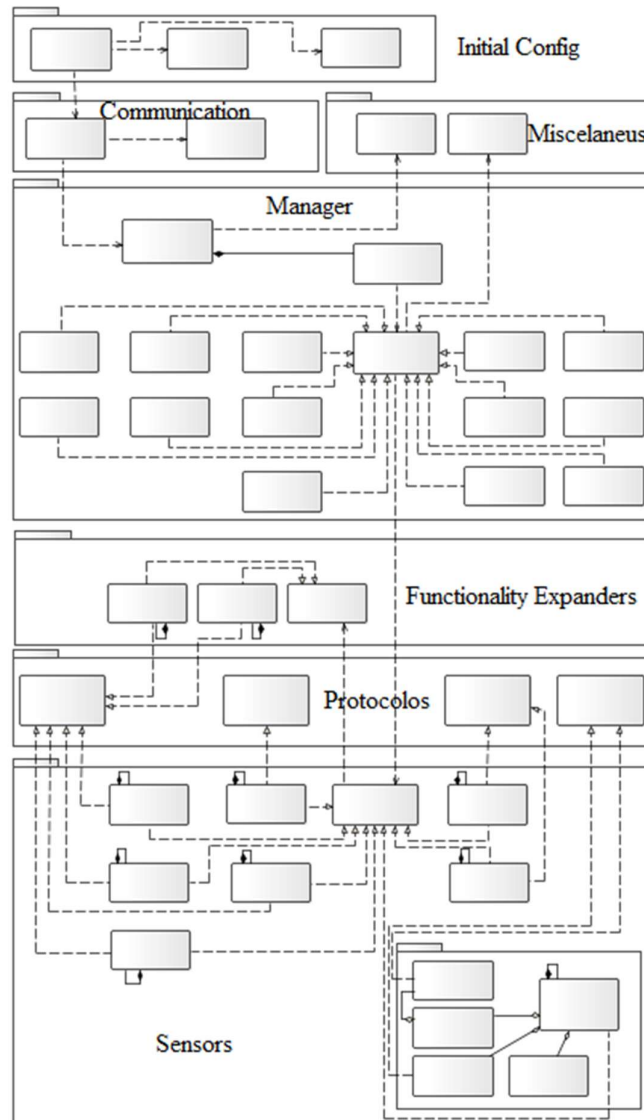 Initial Config
Communication
Miscelaneus
Manager
Functionality Expanders
Protocolos
Sensors